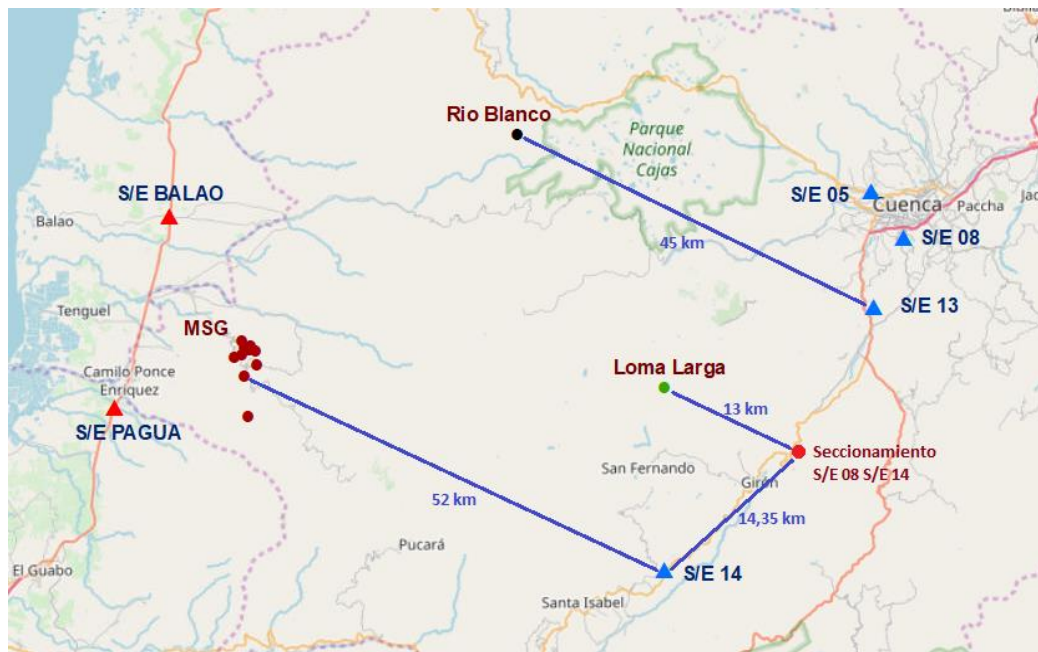 Rio Blanco
Parque
Nacional
Cajas
S/E BALAO
S/E 05
Cuenca
Paccha
Balao
S/E 08
45 km
Tenguel
S/E 13
MSG
Camilo Ponce
Enriquez
Loma Larga
S/E PAGUA
13 km
Seccionamiento
S/E 08 S/E 14
San Fernando
Girón
52 km
14,35 km
Pucará
El Guabo
S/E 14
Santa Isabel